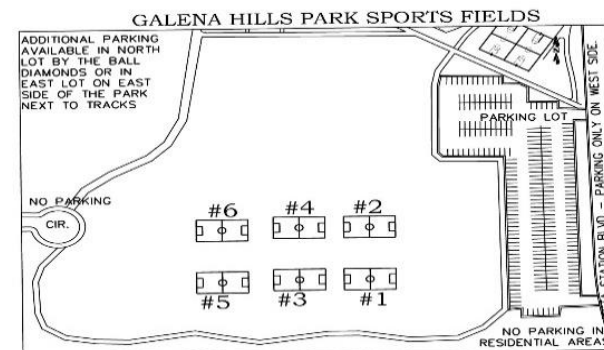 GALENA HILLS PARK SPORTS FIELDS
ADDITIONAL PARKING
AVAILABLE IN NORTH
LOT BY THE BALL
DIAMONDS OR IN
EAST LOT ON EAST
SIDE OF THE PARK
NEXT TO TRACKS
PARKING LOT
STATION BLVD - PARKING ONLY ON WEST SIDE.
NO PARKING
CIR.
#6 #4 #2
#5 #3 #1
NO PARKING IN
RESIDENTIAL AREAS